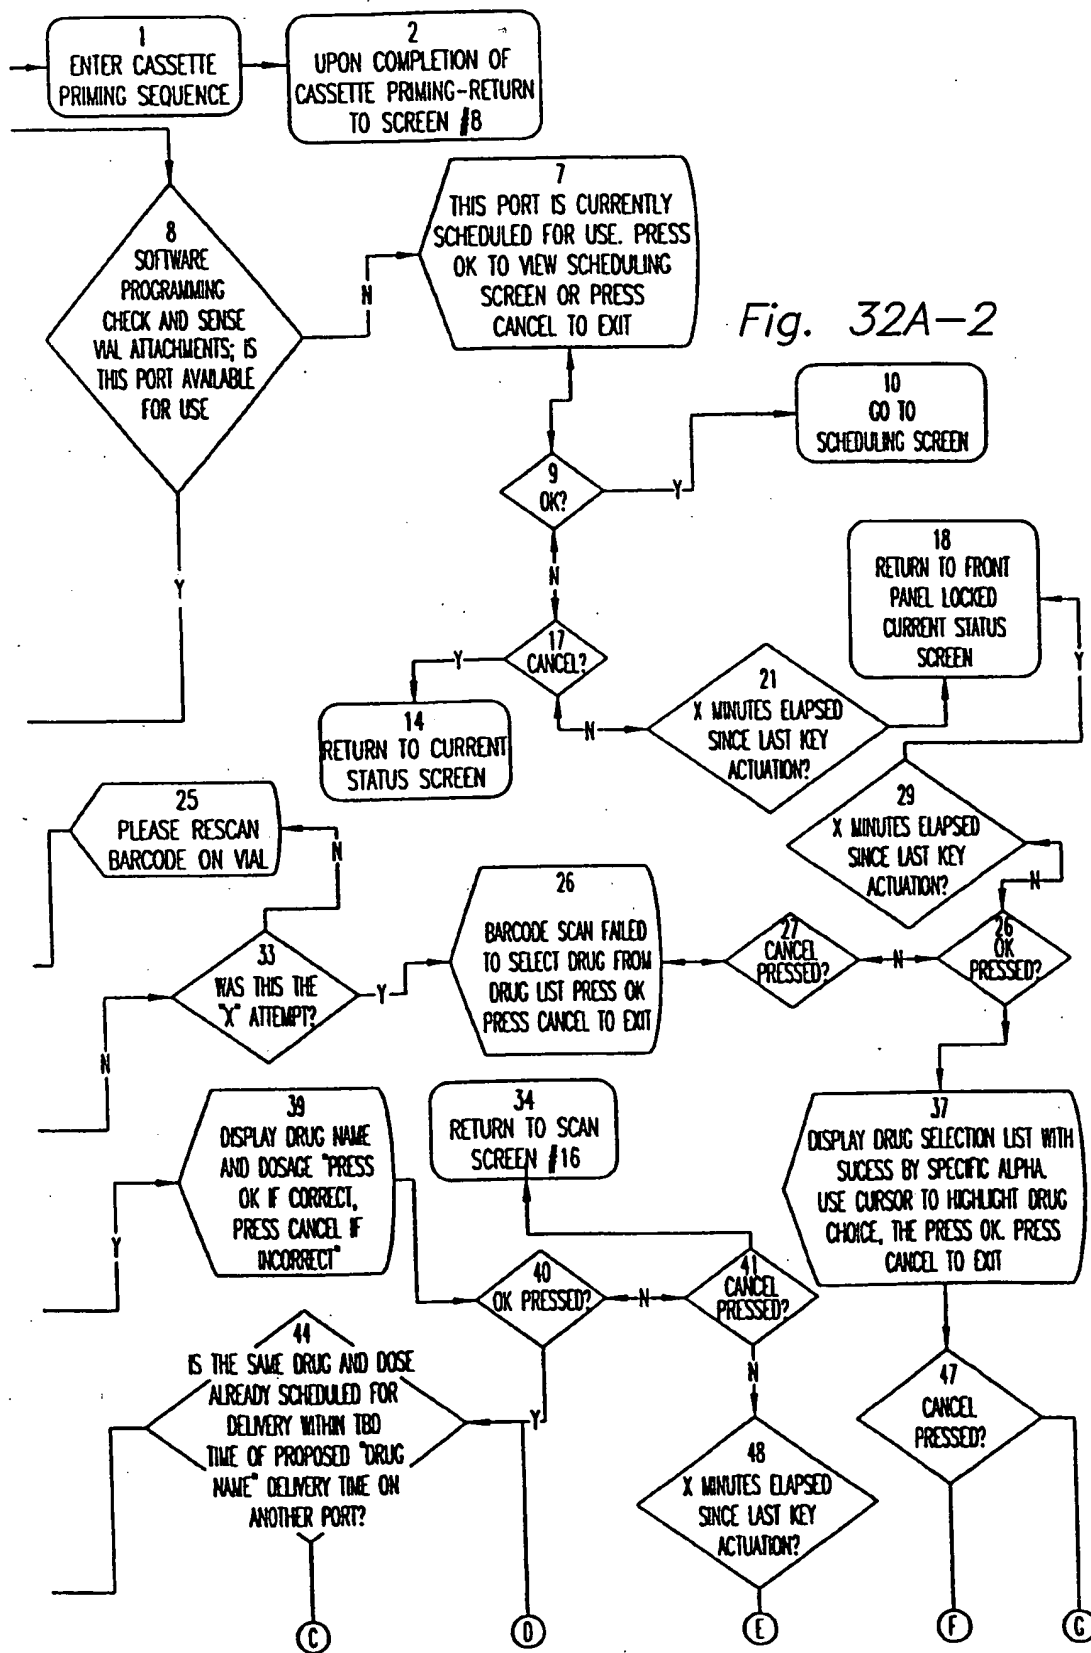 1
ENTER CASSETTE
PRIMING SEQUENCE
2
UPON COMPLETION OF
CASSETTE PRIMING-RETURN
TO SCREEN #8
8
SOFTWARE
PROGRAMMING
CHECK AND SENSE
VIAL ATTACHMENTS; IS
THIS PORT AVAILABLE
FOR USE
N
Y
7
THIS PORT IS CURRENTLY
SCHEDULED FOR USE. PRESS
OK TO VIEW SCHEDULING
SCREEN OR PRESS
CANCEL TO EXIT
Fig. 32A-2
10
GO TO
SCHEDULING SCREEN
9
OK?
Y
N
17
CANCEL?
Y
N
14
RETURN TO CURRENT
STATUS SCREEN
21
X MINUTES ELAPSED
SINCE LAST KEY
ACTUATION?
18
RETURN TO FRONT
PANEL LOCKED
CURRENT STATUS
SCREEN
Y
29
X MINUTES ELAPSED
SINCE LAST KEY
ACTUATION?
N
25
PLEASE RESCAN
BARCODE ON VIAL
N
33
WAS THIS THE
"X" ATTEMPT?
Y
N
26
BARCODE SCAN FAILED
TO SELECT DRUG FROM
DRUG LIST PRESS OK
PRESS CANCEL TO EXIT
27
CANCEL
PRESSED?
N
26
OK
PRESSED?
39
DISPLAY DRUG NAME
AND DOSAGE "PRESS
OK IF CORRECT,
PRESS CANCEL IF
INCORRECT"
Y
34
RETURN TO SCAN
SCREEN #16
37
DISPLAY DRUG SELECTION LIST WITH
SUCESS BY SPECIFIC ALPHA.
USE CURSOR TO HIGHLIGHT DRUG
CHOICE, THE PRESS OK. PRESS
CANCEL TO EXIT
40
OK PRESSED?
N
41
CANCEL
PRESSED?
Y
N
44
IS THE SAME DRUG AND DOSE
ALREADY SCHEDULED FOR
DELIVERY WITHIN TBD
TIME OF PROPOSED "DRUG
NAME" DELIVERY TIME ON
ANOTHER PORT?
Y
48
X MINUTES ELAPSED
SINCE LAST KEY
ACTUATION?
47
CANCEL
PRESSED?
C
D
E
F
G